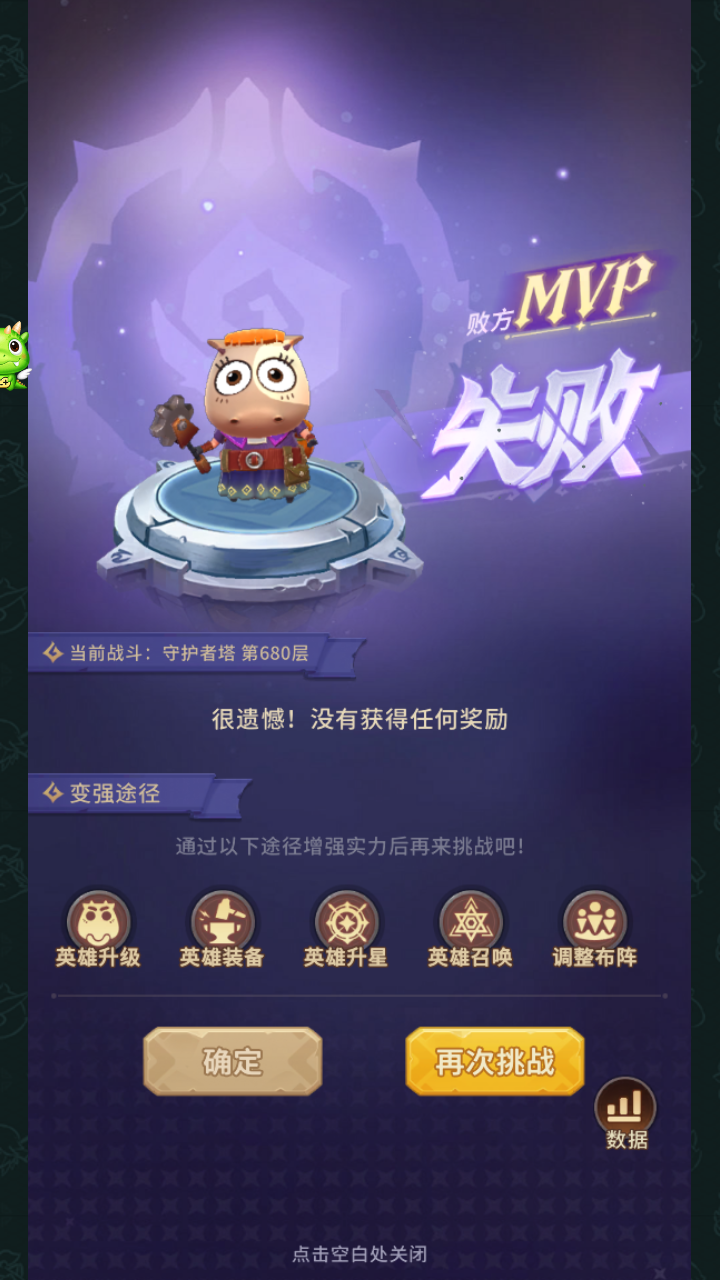 败方MVP
失败
当前战斗：守护者塔 第680层
很遗憾！没有获得任何奖励
变强途径
通过以下途径增强实力后再来挑战吧！
英雄升级 英雄装备 英雄升星 英雄召唤 调整布阵
确定 再次挑战
数据
点击空白处关闭